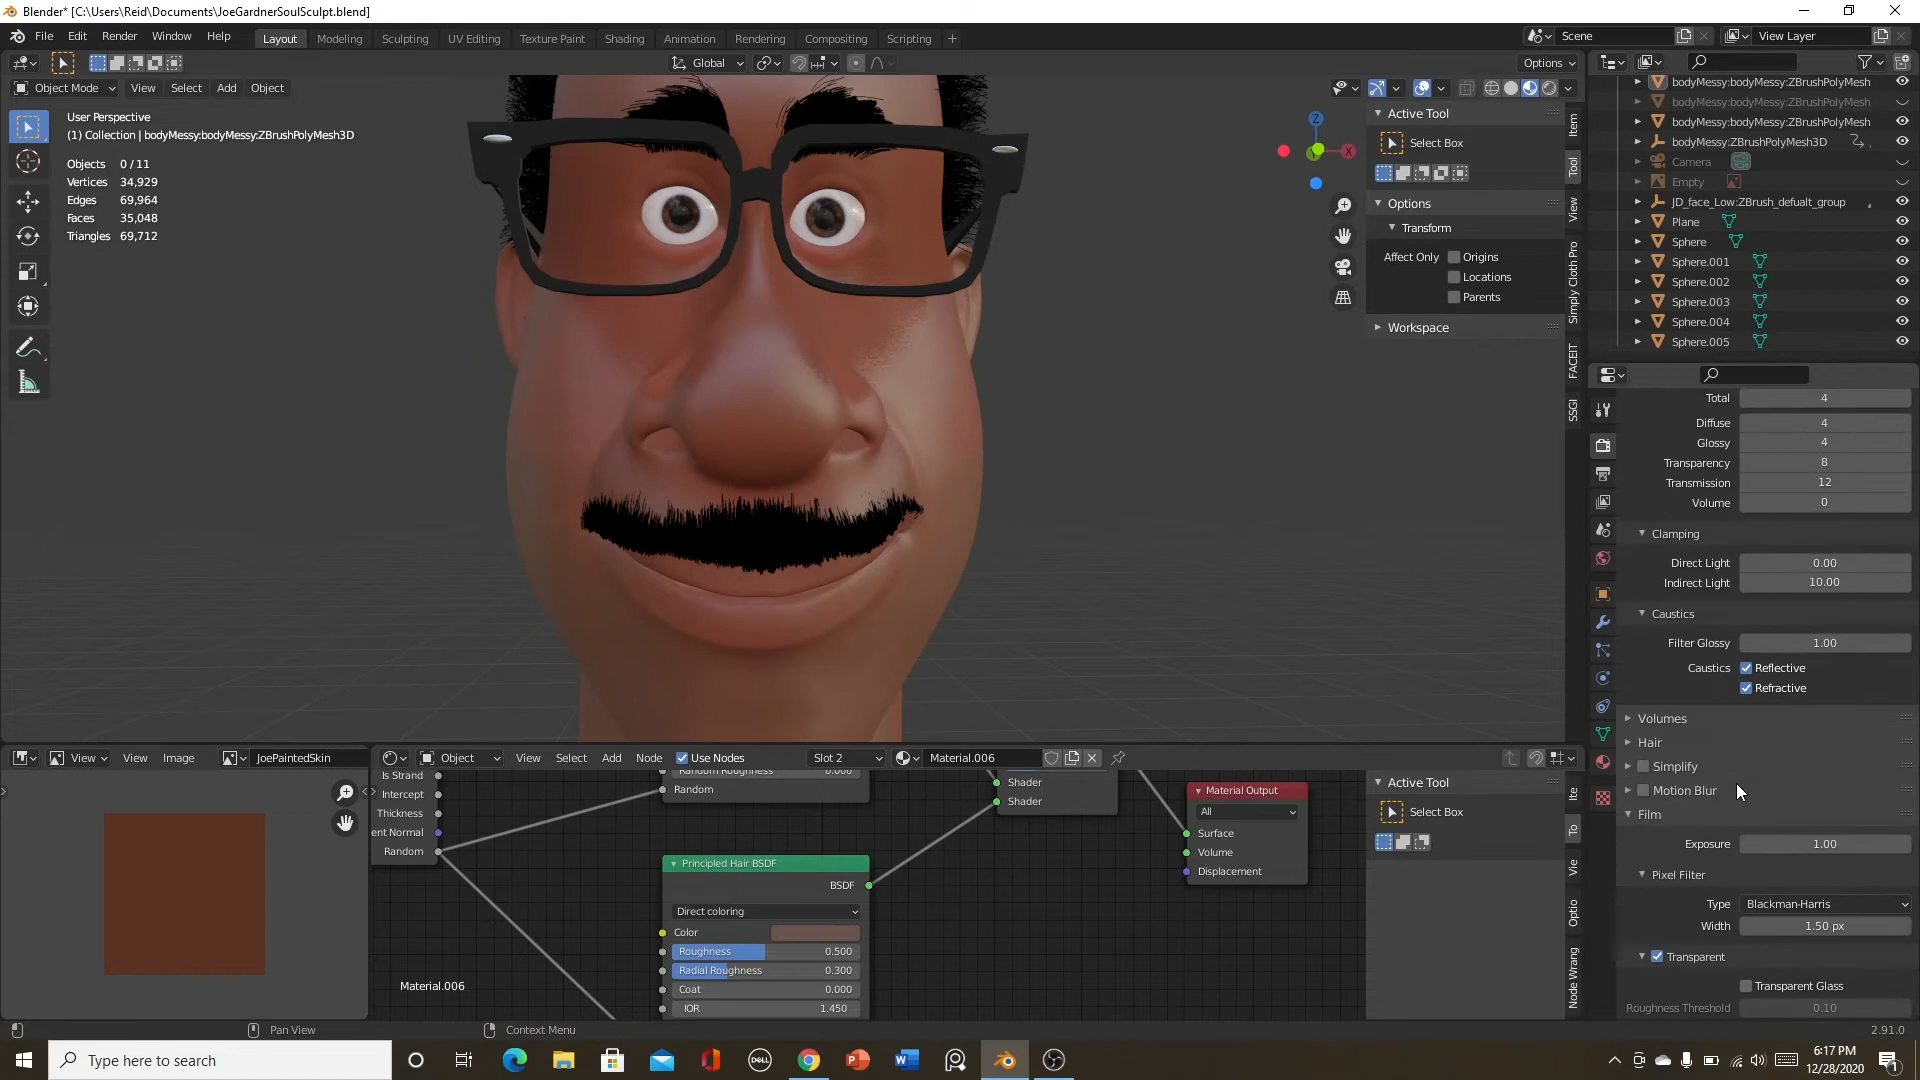 Blender* [C:\Users\Reid\Documents\JoeGardnerSoulSculpt.blend]
File Edit Render Window Help
Layout Modeling Sculpting UV Editing Texture Paint Shading Animation Rendering Compositing Scripting +
Scene
View Layer
Global
Options
Object Mode View Select Add Object
User Perspective
(1) Collection | bodyMessy:bodyMessy:ZBrushPolyMesh3D
Objects 0 / 11
Vertices 34,929
Edges 69,964
Faces 35,048
Triangles 69,712
Z
X
Y
Active Tool
Select Box
Options
Transform
Affect Only Origins
Locations
Parents
Workspace
Item
Tool
View
Simply Cloth Pro
FACEIT
SSGI
bodyMessy:bodyMessy:ZBrushPolyMesh
bodyMessy:bodyMessy:ZBrushPolyMesh
bodyMessy:bodyMessy:ZBrushPolyMesh
bodyMessy:ZBrushPolyMesh3D
Camera
Empty
JD_face_Low:ZBrush_defualt_group
Plane
Sphere
Sphere.001
Sphere.002
Sphere.003
Sphere.004
Sphere.005
Total 4
Diffuse 4
Glossy 4
Transparency 8
Transmission 12
Volume 0
Clamping
Direct Light 0.00
Indirect Light 10.00
Caustics
Filter Glossy 1.00
Caustics Reflective
Refractive
Volumes
Hair
Simplify
Motion Blur
Film
Exposure 1.00
Pixel Filter
Type Blackman-Harris
Width 1.50 px
Transparent
Transparent Glass
Roughness Threshold 0.10
View View Image JoePaintedSkin
Object View Select Add Node Use Nodes Slot 2 Material.006
Is Strand
Intercept
Thickness
ent Normal
Random
Random Roughness 0.000
Random
Principled Hair BSDF
BSDF
Direct coloring
Color
Roughness 0.500
Radial Roughness 0.300
Coat 0.000
IOR 1.450
Shader
Shader
Material Output
All
Surface
Volume
Displacement
Material.006
Active Tool
Select Box
Ite
To
Vie
Optio
Node Wrang
Pan View
Context Menu
2.91.0
Type here to search
DELL
6:17 PM
12/28/2020
1